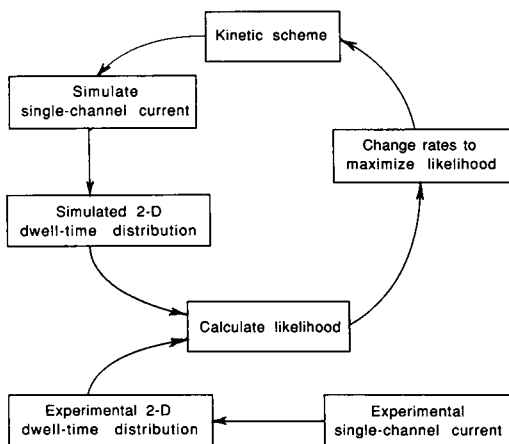 Kinetic scheme
Simulate
single-channel current
Change rates to
maximize likelihood
Simulated 2-D
dwell-time distribution
Calculate likelihood
Experimental 2-D
dwell-time distribution
Experimental
single-channel current